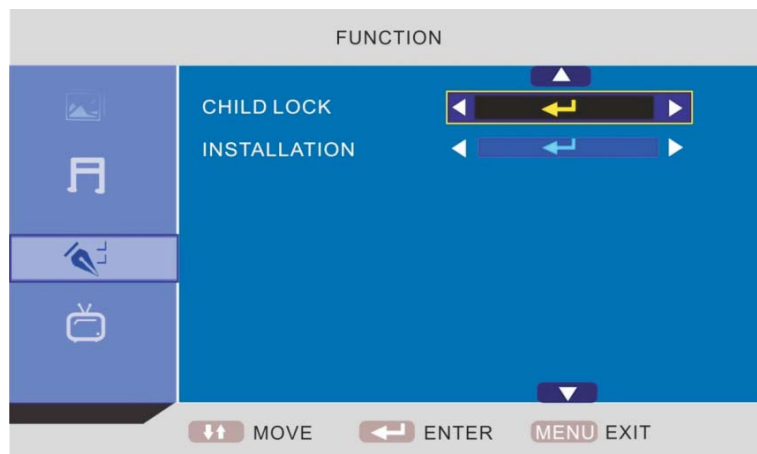 FUNCTION
CHILD LOCK
INSTALLATION
MOVE ENTER MENU EXIT